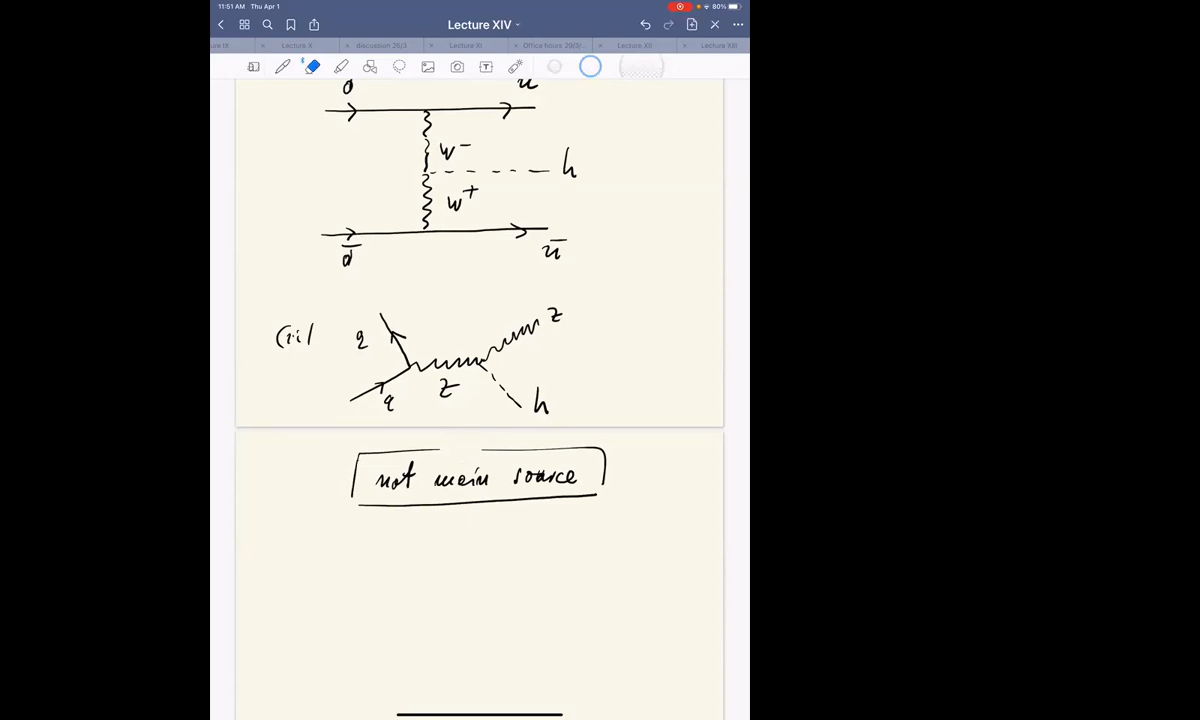 11:51 AM Thu Apr 1
80%
Lecture XIV
Lecture X
discussion 26/3
Lecture XI
Office hours 29/3/...
Lecture XII
Lecture XIII
d
u
W⁻
h
W⁺
d̄
ū
(ii)
q
z
z
q
h
not main source